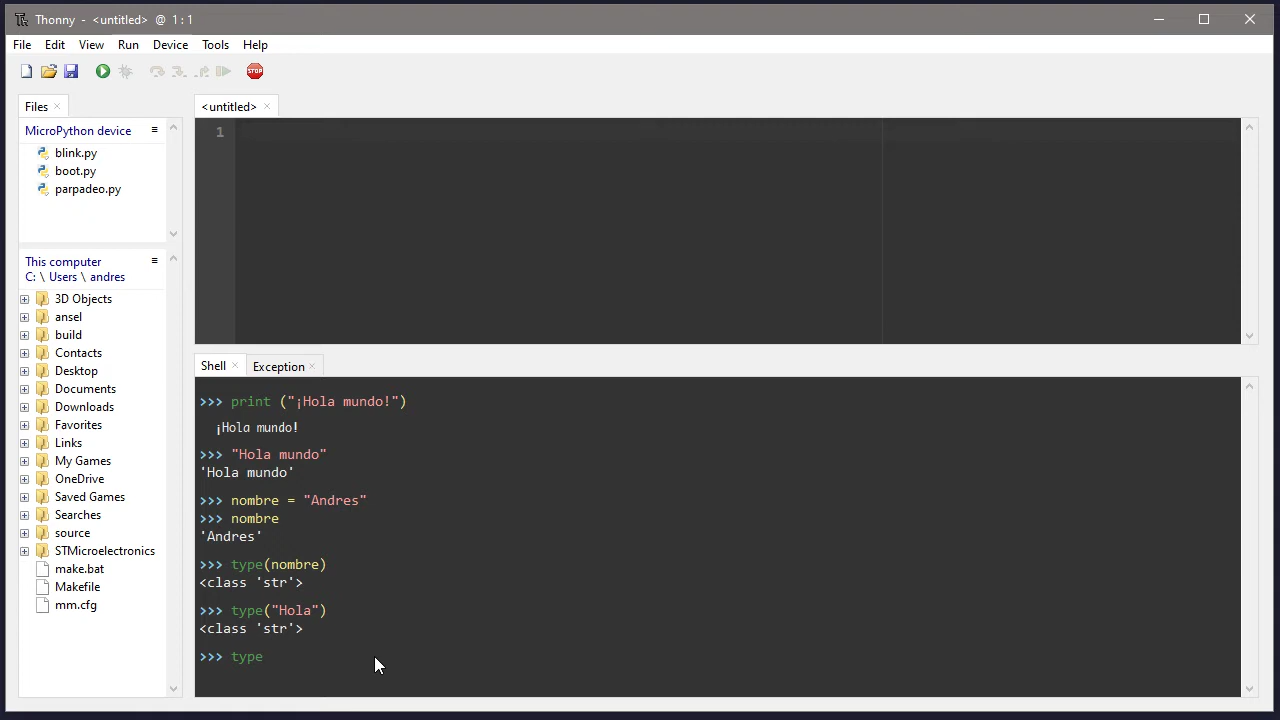 Thonny - <untitled> @ 1:1
File Edit View Run Device Tools Help
STOP
Files
MicroPython device
blink.py
boot.py
parpadeo.py
This computer
C: \ Users \ andres
3D Objects
ansel
build
Contacts
Desktop
Documents
Downloads
Favorites
Links
My Games
OneDrive
Saved Games
Searches
source
STMicroelectronics
make.bat
Makefile
mm.cfg
<untitled>
1
Shell Exception
>>> print ("¡Hola mundo!")
¡Hola mundo!
>>> "Hola mundo"
'Hola mundo'
>>> nombre = "Andres"
>>> nombre
'Andres'
>>> type(nombre)
<class 'str'>
>>> type("Hola")
<class 'str'>
>>> type